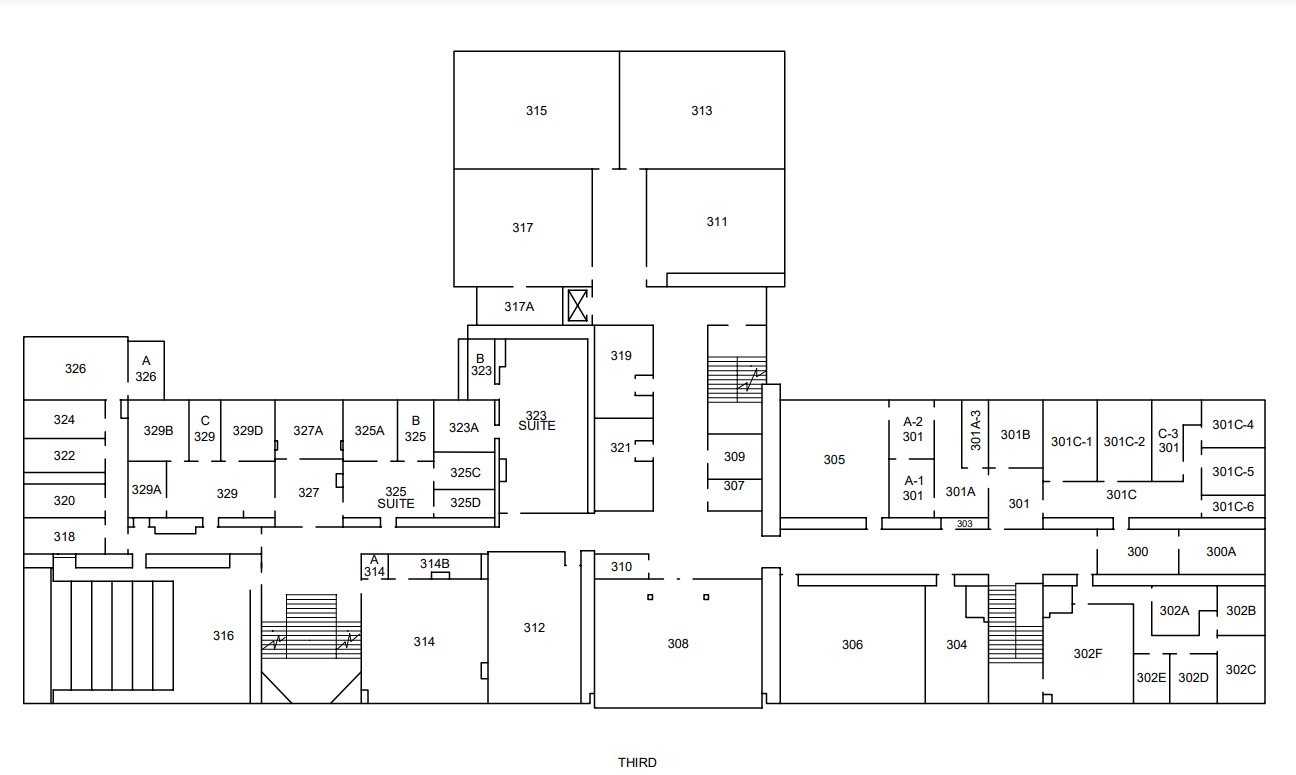 315
313
317
311
317A
326
A
326
B
323
319
324
329B
C
329
329D
327A
325A
B
325
323A
323
SUITE
321
309
305
A-2
301
301A-3
301B
301C-1
301C-2
C-3
301
301C-4
322
329A
329
327
325
SUITE
325C
325D
307
A-1
301
301A
301
301C
301C-5
301C-6
320
318
303
300
300A
A
314
314B
310
316
314
312
308
306
304
302F
302A
302B
302E
302D
302C
THIRD